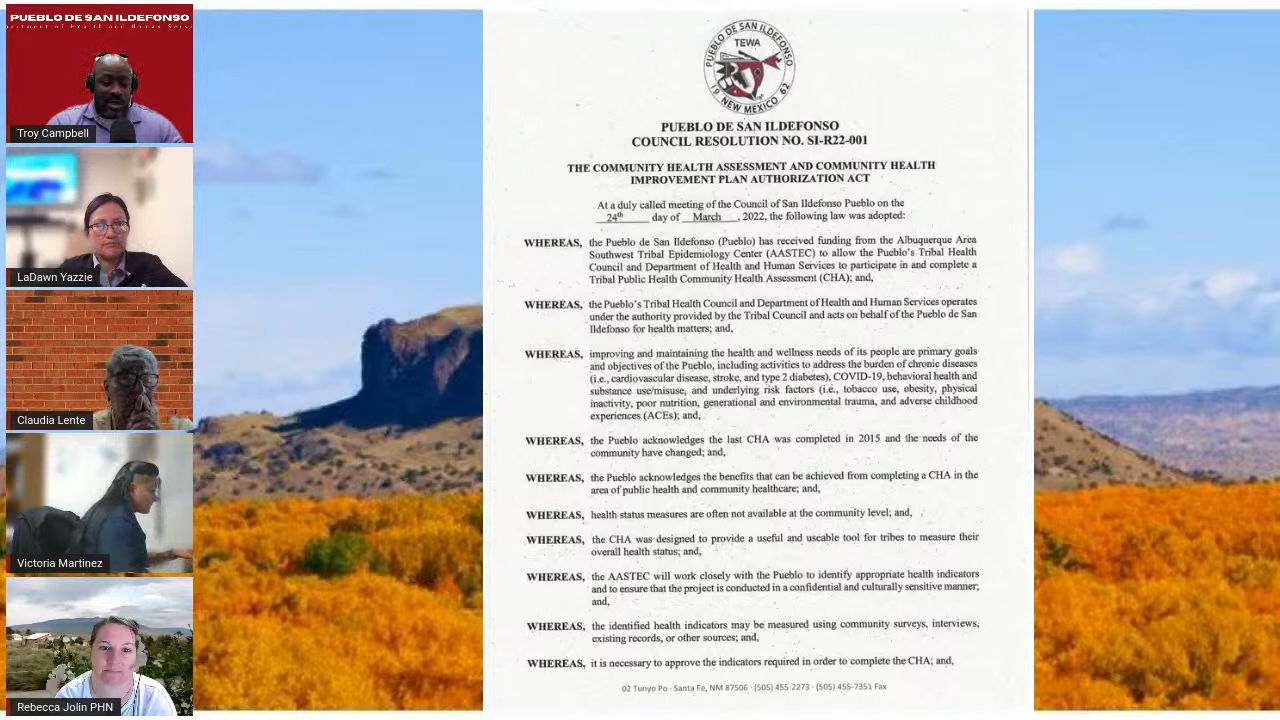 PUEBLO DE SAN ILDEFONSO
Troy Campbell
LaDawn Yazzie
Claudia Lente
Victoria Martinez
Rebecca Jolin PHN
PUEBLO DE SAN ILDEFONSO
TEWA
19 62
NEW MEXICO
PUEBLO DE SAN ILDEFONSO
COUNCIL RESOLUTION NO. SI-R22-001
THE COMMUNITY HEALTH ASSESSMENT AND COMMUNITY HEALTH
IMPROVEMENT PLAN AUTHORIZATION ACT
At a duly called meeting of the Council of San Ildefonso Pueblo on the
24th day of March, 2022, the following law was adopted:
WHEREAS, the Pueblo de San Ildefonso (Pueblo) has received funding from the Albuquerque Area
Southwest Tribal Epidemiology Center (AASTEC) to allow the Pueblo's Tribal Health
Council and Department of Health and Human Services to participate in and complete a
Tribal Public Health Community Health Assessment (CHA); and,
WHEREAS, the Pueblo's Tribal Health Council and Department of Health and Human Services operates
under the authority provided by the Tribal Council and acts on behalf of the Pueblo de San
Ildefonso for health matters; and,
WHEREAS, improving and maintaining the health and wellness needs of its people are primary goals
and objectives of the Pueblo, including activities to address the burden of chronic diseases
(i.e., cardiovascular disease, stroke, and type 2 diabetes), COVID-19, behavioral health and
substance use/misuse, and underlying risk factors (i.e., tobacco use, obesity, physical
inactivity, poor nutrition, generational and environmental trauma, and adverse childhood
experiences (ACEs); and,
WHEREAS, the Pueblo acknowledges the last CHA was completed in 2015 and the needs of the
community have changed; and,
WHEREAS, the Pueblo acknowledges the benefits that can be achieved from completing a CHA in the
area of public health and community healthcare; and,
WHEREAS, health status measures are often not available at the community level; and,
WHEREAS, the CHA was designed to provide a useful and useable tool for tribes to measure their
overall health status; and,
WHEREAS, the AASTEC will work closely with the Pueblo to identify appropriate health indicators
and to ensure that the project is conducted in a confidential and culturally sensitive manner;
and,
WHEREAS, the identified health indicators may be measured using community surveys, interviews,
existing records, or other sources; and,
WHEREAS, it is necessary to approve the indicators required in order to complete the CHA; and,
02 Tunyo Po · Santa Fe, NM 87506 · (505) 455-2273 · (505) 455-7351 Fax